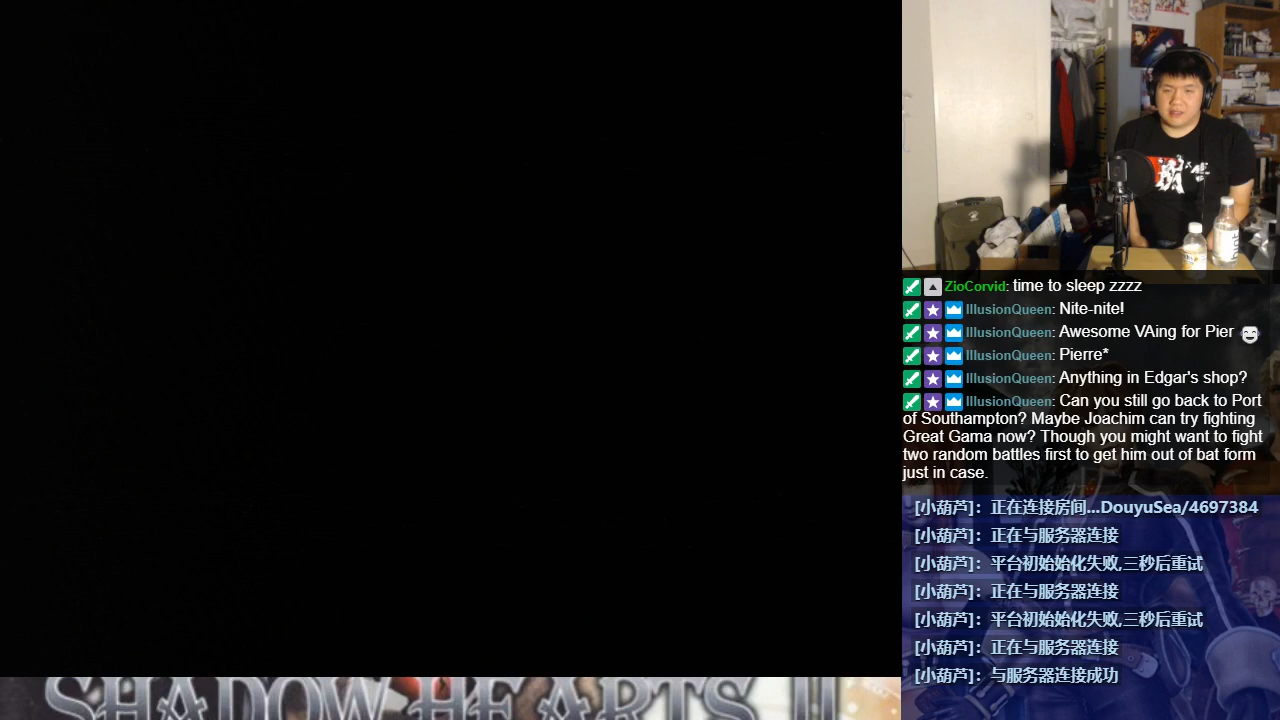 ZioCorvid: time to sleep zzzz
IllusionQueen: Nite-nite!
IllusionQueen: Awesome VAing for Pier
IllusionQueen: Pierre*
IllusionQueen: Anything in Edgar's shop?
IllusionQueen: Can you still go back to Port
of Southampton? Maybe Joachim can try fighting
Great Gama now? Though you might want to fight
two random battles first to get him out of bat form
just in case.
[小葫芦]：正在连接房间...DouyuSea/4697384
[小葫芦]：正在与服务器连接
[小葫芦]：平台初始始化失败,三秒后重试
[小葫芦]：正在与服务器连接
[小葫芦]：平台初始始化失败,三秒后重试
[小葫芦]：正在与服务器连接
[小葫芦]：与服务器连接成功
SHADOW HEARTS II